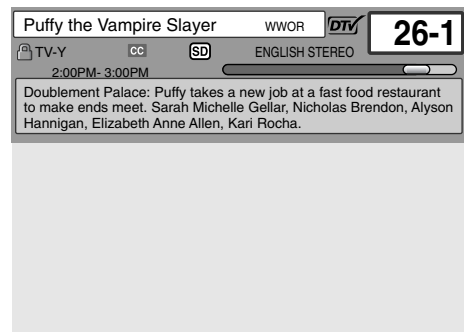 Puffy the Vampire Slayer WWOR DTV 26-1
TV-Y CC SD ENGLISH STEREO
2:00PM- 3:00PM
Doublement Palace: Puffy takes a new job at a fast food restaurant
to make ends meet. Sarah Michelle Gellar, Nicholas Brendon, Alyson
Hannigan, Elizabeth Anne Allen, Kari Rocha.